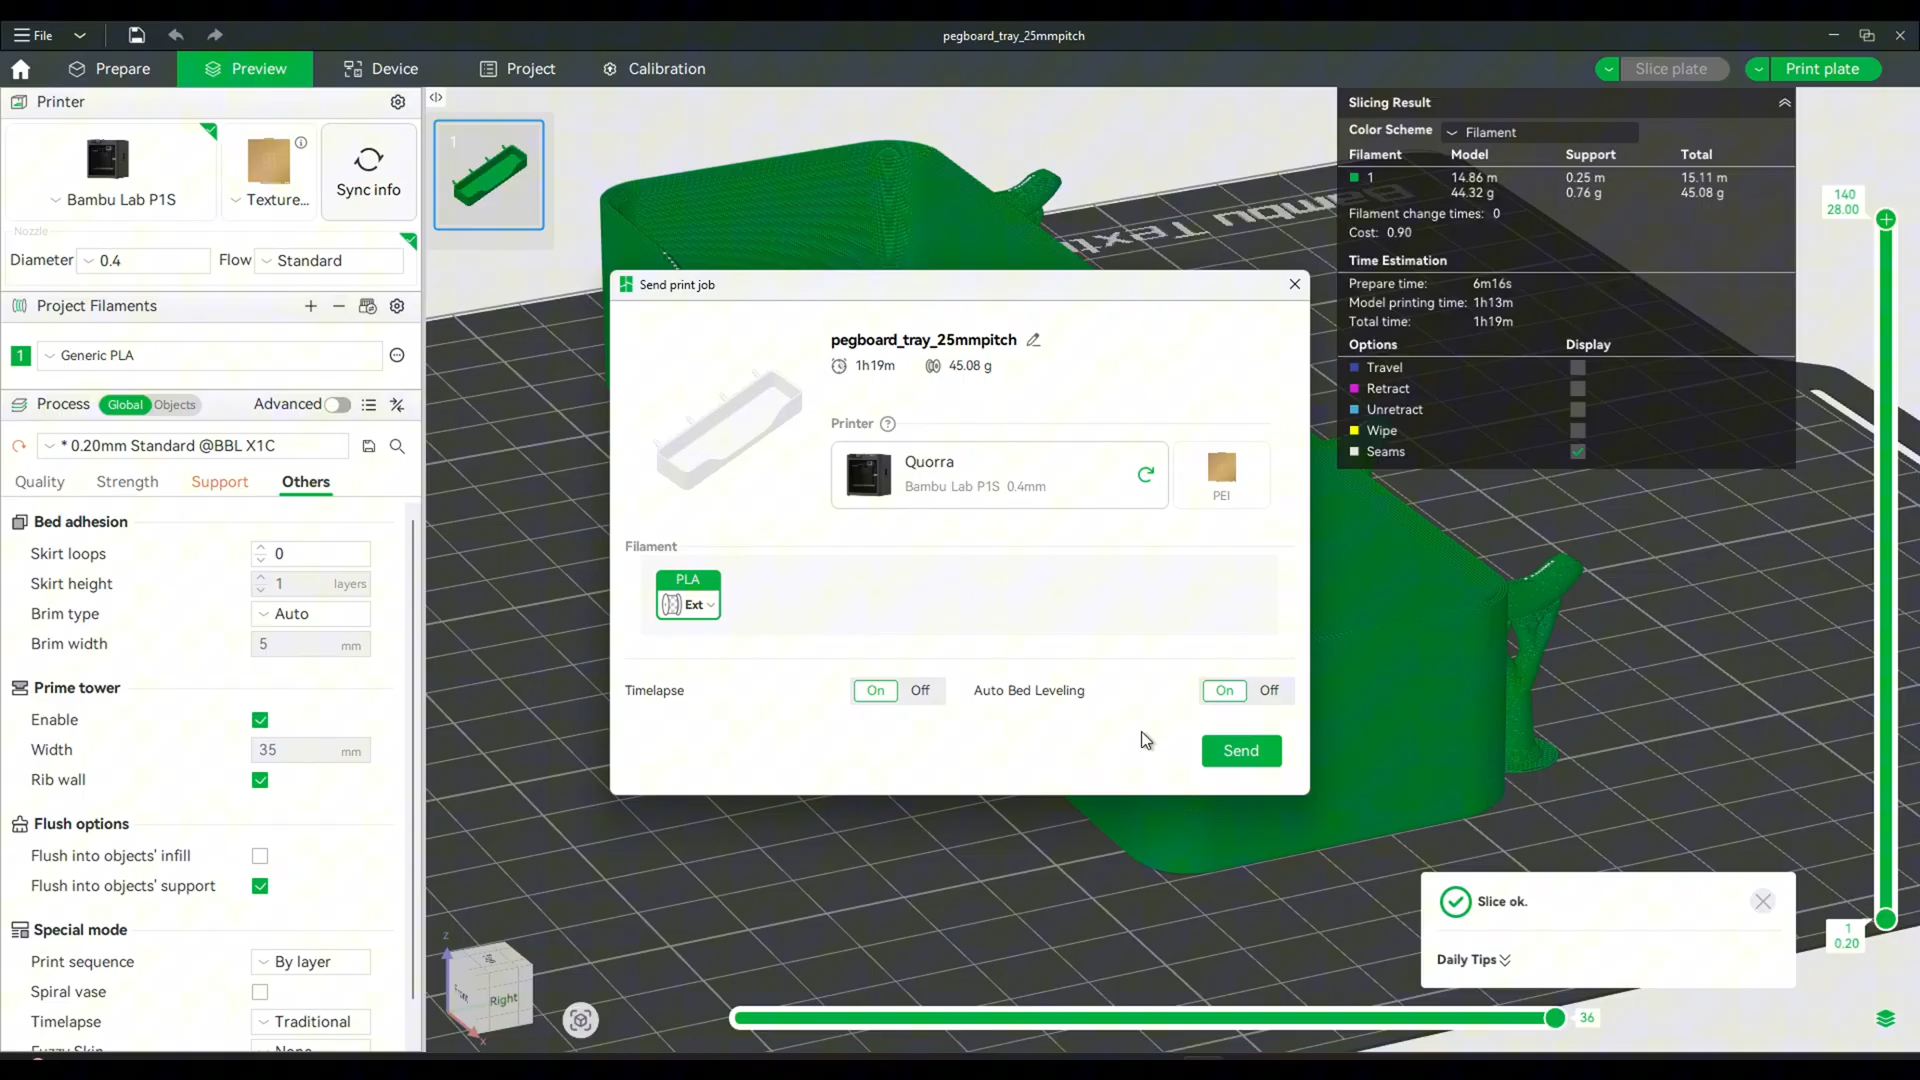 File
pegboard_tray_25mmpitch
Prepare
Preview
Device
Project
Calibration
Slice plate
Print plate
Printer
Bambu Lab P1S
Texture...
Sync info
Nozzle
Diameter 0.4 Flow Standard
Project Filaments
1 Generic PLA
Process Global Objects Advanced
* 0.20mm Standard @BBL X1C
Quality Strength Support Others
Bed adhesion
Skirt loops 0
Skirt height 1 layers
Brim type Auto
Brim width 5 mm
Prime tower
Enable
Width 35 mm
Rib wall
Flush options
Flush into objects' infill
Flush into objects' support
Special mode
Print sequence By layer
Spiral vase
Timelapse Traditional
1
Send print job
pegboard_tray_25mmpitch
1h19m 45.08 g
Printer
Quorra
Bambu Lab P1S 0.4mm
PEI
Filament
PLA
Ext
Timelapse On Off Auto Bed Leveling On Off
Send
Slicing Result
Color Scheme Filament
Filament Model Support Total
1 14.86 m 0.25 m 15.11 m
44.32 g 0.76 g 45.08 g
Filament change times: 0
Cost: 0.90
Time Estimation
Prepare time: 6m16s
Model printing time: 1h13m
Total time: 1h19m
Options Display
Travel
Retract
Unretract
Wipe
Seams
140
28.00
Slice ok.
Daily Tips
1
0.20
36
Right
z
x